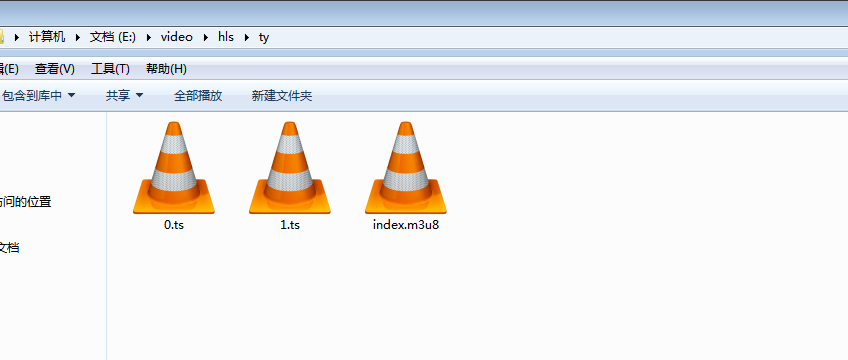 计算机 文档 (E:) video hls ty
(E) 查看(V) 工具(T) 帮助(H)
包含到库中 共享 全部播放 新建文件夹
0.ts 1.ts index.m3u8
问的位置
文档